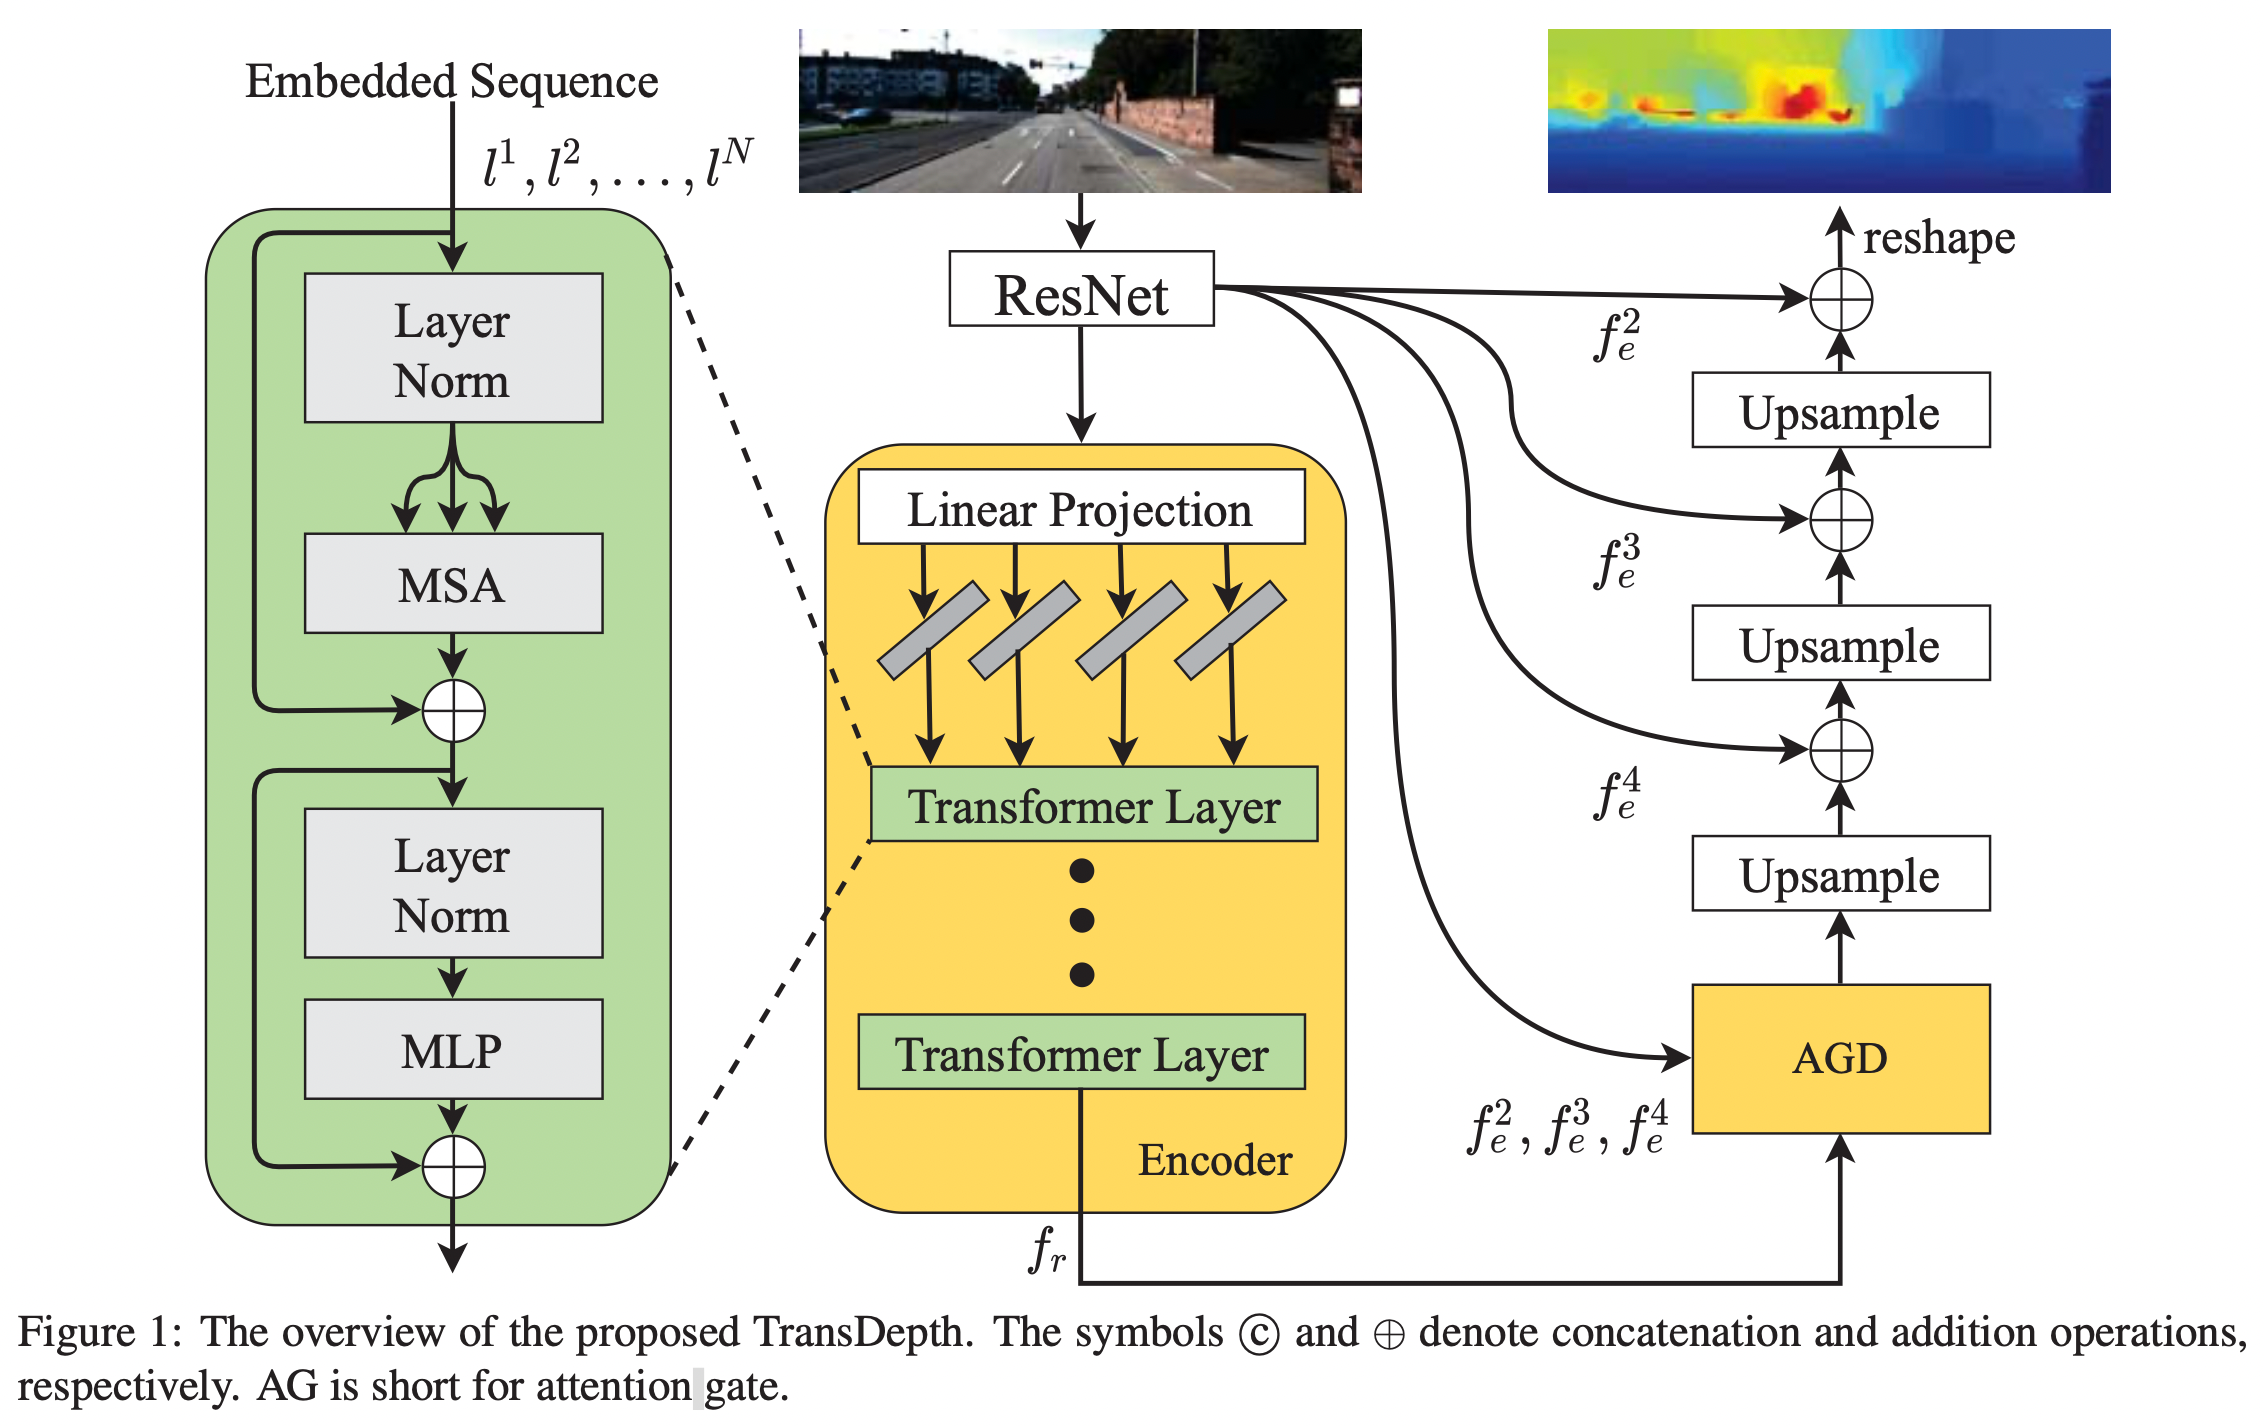 Embedded Sequence
l^1, l^2, ..., l^N
Layer
Norm
MSA
Layer
Norm
MLP
ResNet
Linear Projection
Transformer Layer
Transformer Layer
Encoder
f_r
reshape
f_e^2
Upsample
f_e^3
Upsample
f_e^4
Upsample
AGD
f_e^2, f_e^3, f_e^4
Figure 1: The overview of the proposed TransDepth. The symbols © and ⊕ denote concatenation and addition operations,
respectively. AG is short for attention gate.